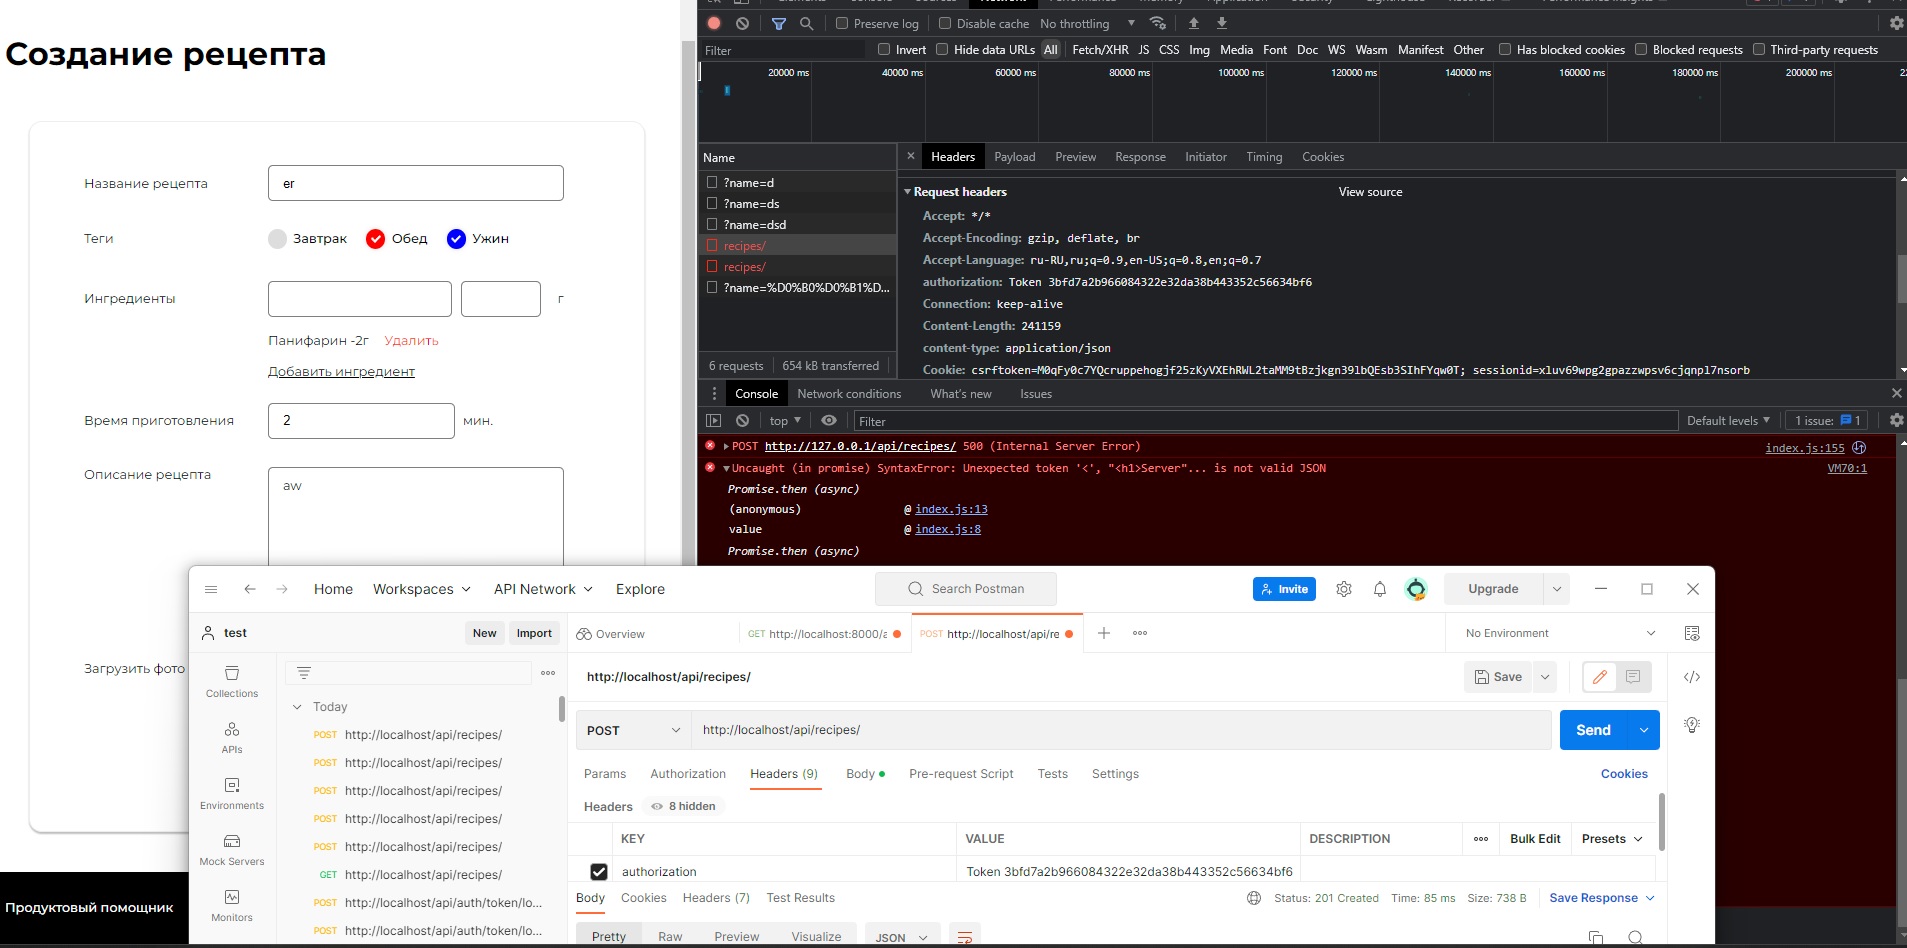 Создание рецепта
Название рецепта
er
Теги
Завтрак
Обед
Ужин
Ингредиенты
г
Панифарин -2г Удалить
Добавить ингредиент
Время приготовления
2
мин.
Описание рецепта
aw
Загрузить фото
Продуктовый помощник
Preserve log
Disable cache
No throttling
Filter
Invert
Hide data URLs
All
Fetch/XHR JS CSS Img Media Font Doc WS Wasm Manifest Other
Has blocked cookies
Blocked requests
Third-party requests
20000 ms
40000 ms
60000 ms
80000 ms
100000 ms
120000 ms
140000 ms
160000 ms
180000 ms
200000 ms
Name
?name=d
?name=ds
?name=dsd
recipes/
recipes/
?name=%D0%B0%D0%B1%D...
6 requests
654 kB transferred
Headers Payload Preview Response Initiator Timing Cookies
Request headers
View source
Accept: */*
Accept-Encoding: gzip, deflate, br
Accept-Language: ru-RU,ru;q=0.9,en-US;q=0.8,en;q=0.7
authorization: Token 3bfd7a2b966084322e32da38b443352c56634bf6
Connection: keep-alive
Content-Length: 241159
content-type: application/json
Cookie: csrftoken=M0qFy0c7YQcruppehogjf25zKyVXEhRWL2taMM9tBzjkgn39lbQEsb3SIhFYqw0T; sessionid=xluv69wpg2gpazzwpsv6cjqnpl7nsorb
Console Network conditions What's new Issues
top
Filter
Default levels
1 issue: 1
POST http://127.0.0.1/api/recipes/ 500 (Internal Server Error)
index.js:155
Uncaught (in promise) SyntaxError: Unexpected token '<', "<h1>Server"... is not valid JSON
VM70:1
Promise.then (async)
(anonymous) @ index.js:13
value @ index.js:8
Promise.then (async)
Home Workspaces API Network Explore
Search Postman
Invite
Upgrade
test
New
Import
Overview
GET http://localhost:8000/a
POST http://localhost/api/re
No Environment
Collections
APIs
Environments
Mock Servers
Monitors
Today
POST http://localhost/api/recipes/
POST http://localhost/api/recipes/
POST http://localhost/api/recipes/
POST http://localhost/api/recipes/
POST http://localhost/api/recipes/
GET http://localhost/api/recipes/
POST http://localhost/api/auth/token/lo...
POST http://localhost/api/auth/token/lo...
http://localhost/api/recipes/
Save
POST
http://localhost/api/recipes/
Send
Params Authorization Headers (9) Body Pre-request Script Tests Settings
Cookies
Headers
8 hidden
KEY VALUE DESCRIPTION
Bulk Edit
Presets
authorization
Token 3bfd7a2b966084322e32da38b443352c56634bf6
Body Cookies Headers (7) Test Results
Status: 201 Created Time: 85 ms Size: 738 B
Save Response
Pretty Raw Preview Visualize
JSON